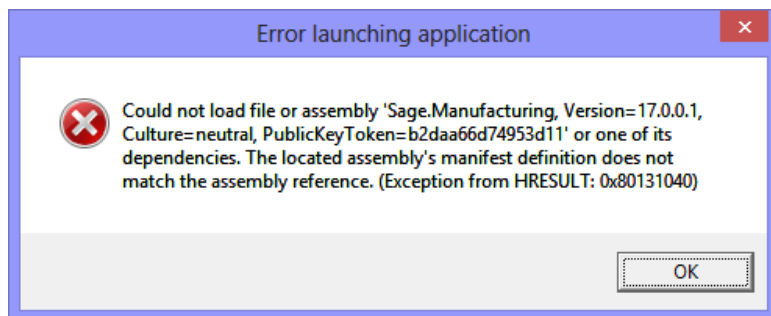 Error launching application
Could not load file or assembly 'Sage.Manufacturing, Version=17.0.0.1,
Culture=neutral, PublicKeyToken=b2daa66d74953d11' or one of its
dependencies. The located assembly's manifest definition does not
match the assembly reference. (Exception from HRESULT: 0x80131040)
OK